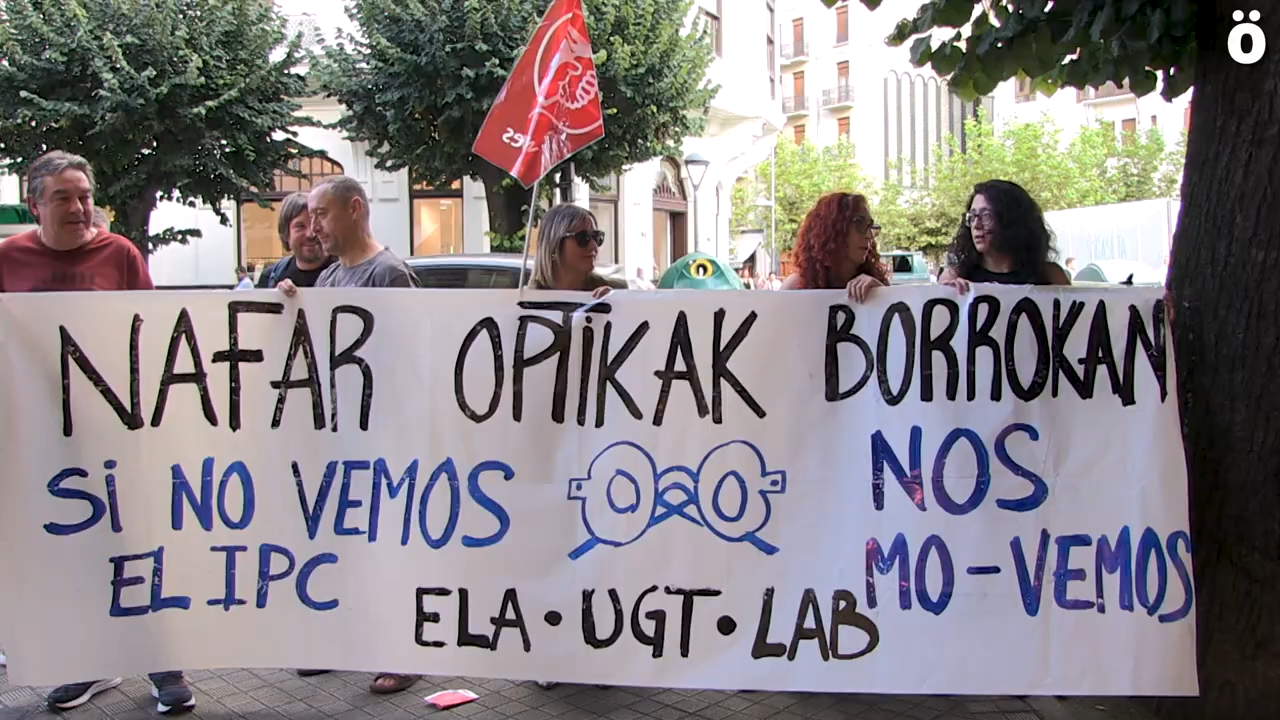 NAFAR OPTIKAK BORROKAN
SI NO VEMOS
EL IPC
NOS
MO-VEMOS
ELA • UGT • LAB
ö